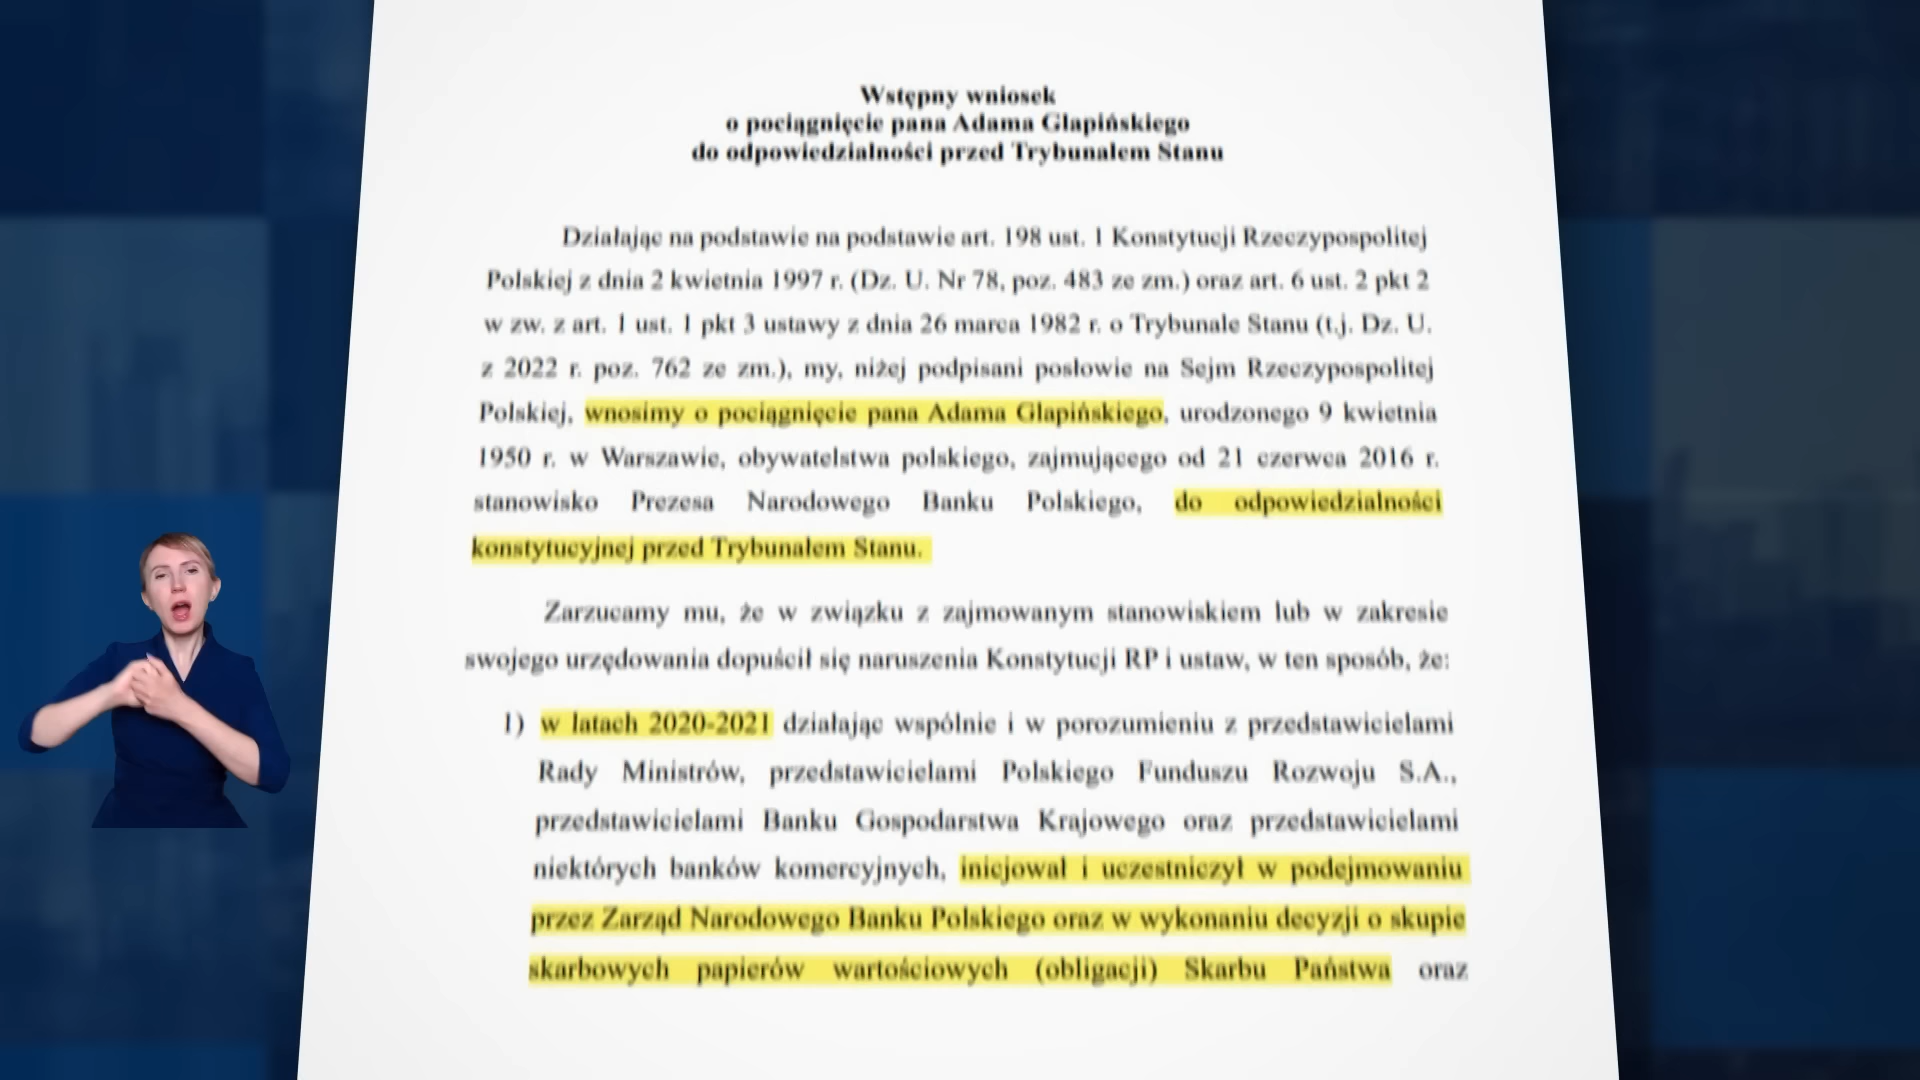 Wstępny wniosek
o pociągnięcie pana Adama Glapińskiego
do odpowiedzialności przed Trybunałem Stanu
Działając na podstawie na podstawie art. 198 ust. 1 Konstytucji Rzeczypospolitej
Polskiej z dnia 2 kwietnia 1997 r. (Dz. U. Nr 78, poz. 483 ze zm.) oraz art. 6 ust. 2 pkt 2
w zw. z art. 1 ust. 1 pkt 3 ustawy z dnia 26 marca 1982 r. o Trybunale Stanu (t.j. Dz. U.
z 2022 r. poz. 762 ze zm.), my, niżej podpisani posłowie na Sejm Rzeczypospolitej
Polskiej, wnosimy o pociągnięcie pana Adama Glapińskiego, urodzonego 9 kwietnia
1950 r. w Warszawie, obywatelstwa polskiego, zajmującego od 21 czerwca 2016 r.
stanowisko Prezesa Narodowego Banku Polskiego, do odpowiedzialności
konstytucyjnej przed Trybunałem Stanu.
Zarzucamy mu, że w związku z zajmowanym stanowiskiem lub w zakresie
swojego urzędowania dopuścił się naruszenia Konstytucji RP i ustaw, w ten sposób, że:
1) w latach 2020-2021 działając wspólnie i w porozumieniu z przedstawicielami
Rady Ministrów, przedstawicielami Polskiego Funduszu Rozwoju S.A.,
przedstawicielami Banku Gospodarstwa Krajowego oraz przedstawicielami
niektórych banków komercyjnych, inicjował i uczestniczył w podejmowaniu
przez Zarząd Narodowego Banku Polskiego oraz w wykonaniu decyzji o skupie
skarbowych papierów wartościowych (obligacji) Skarbu Państwa oraz